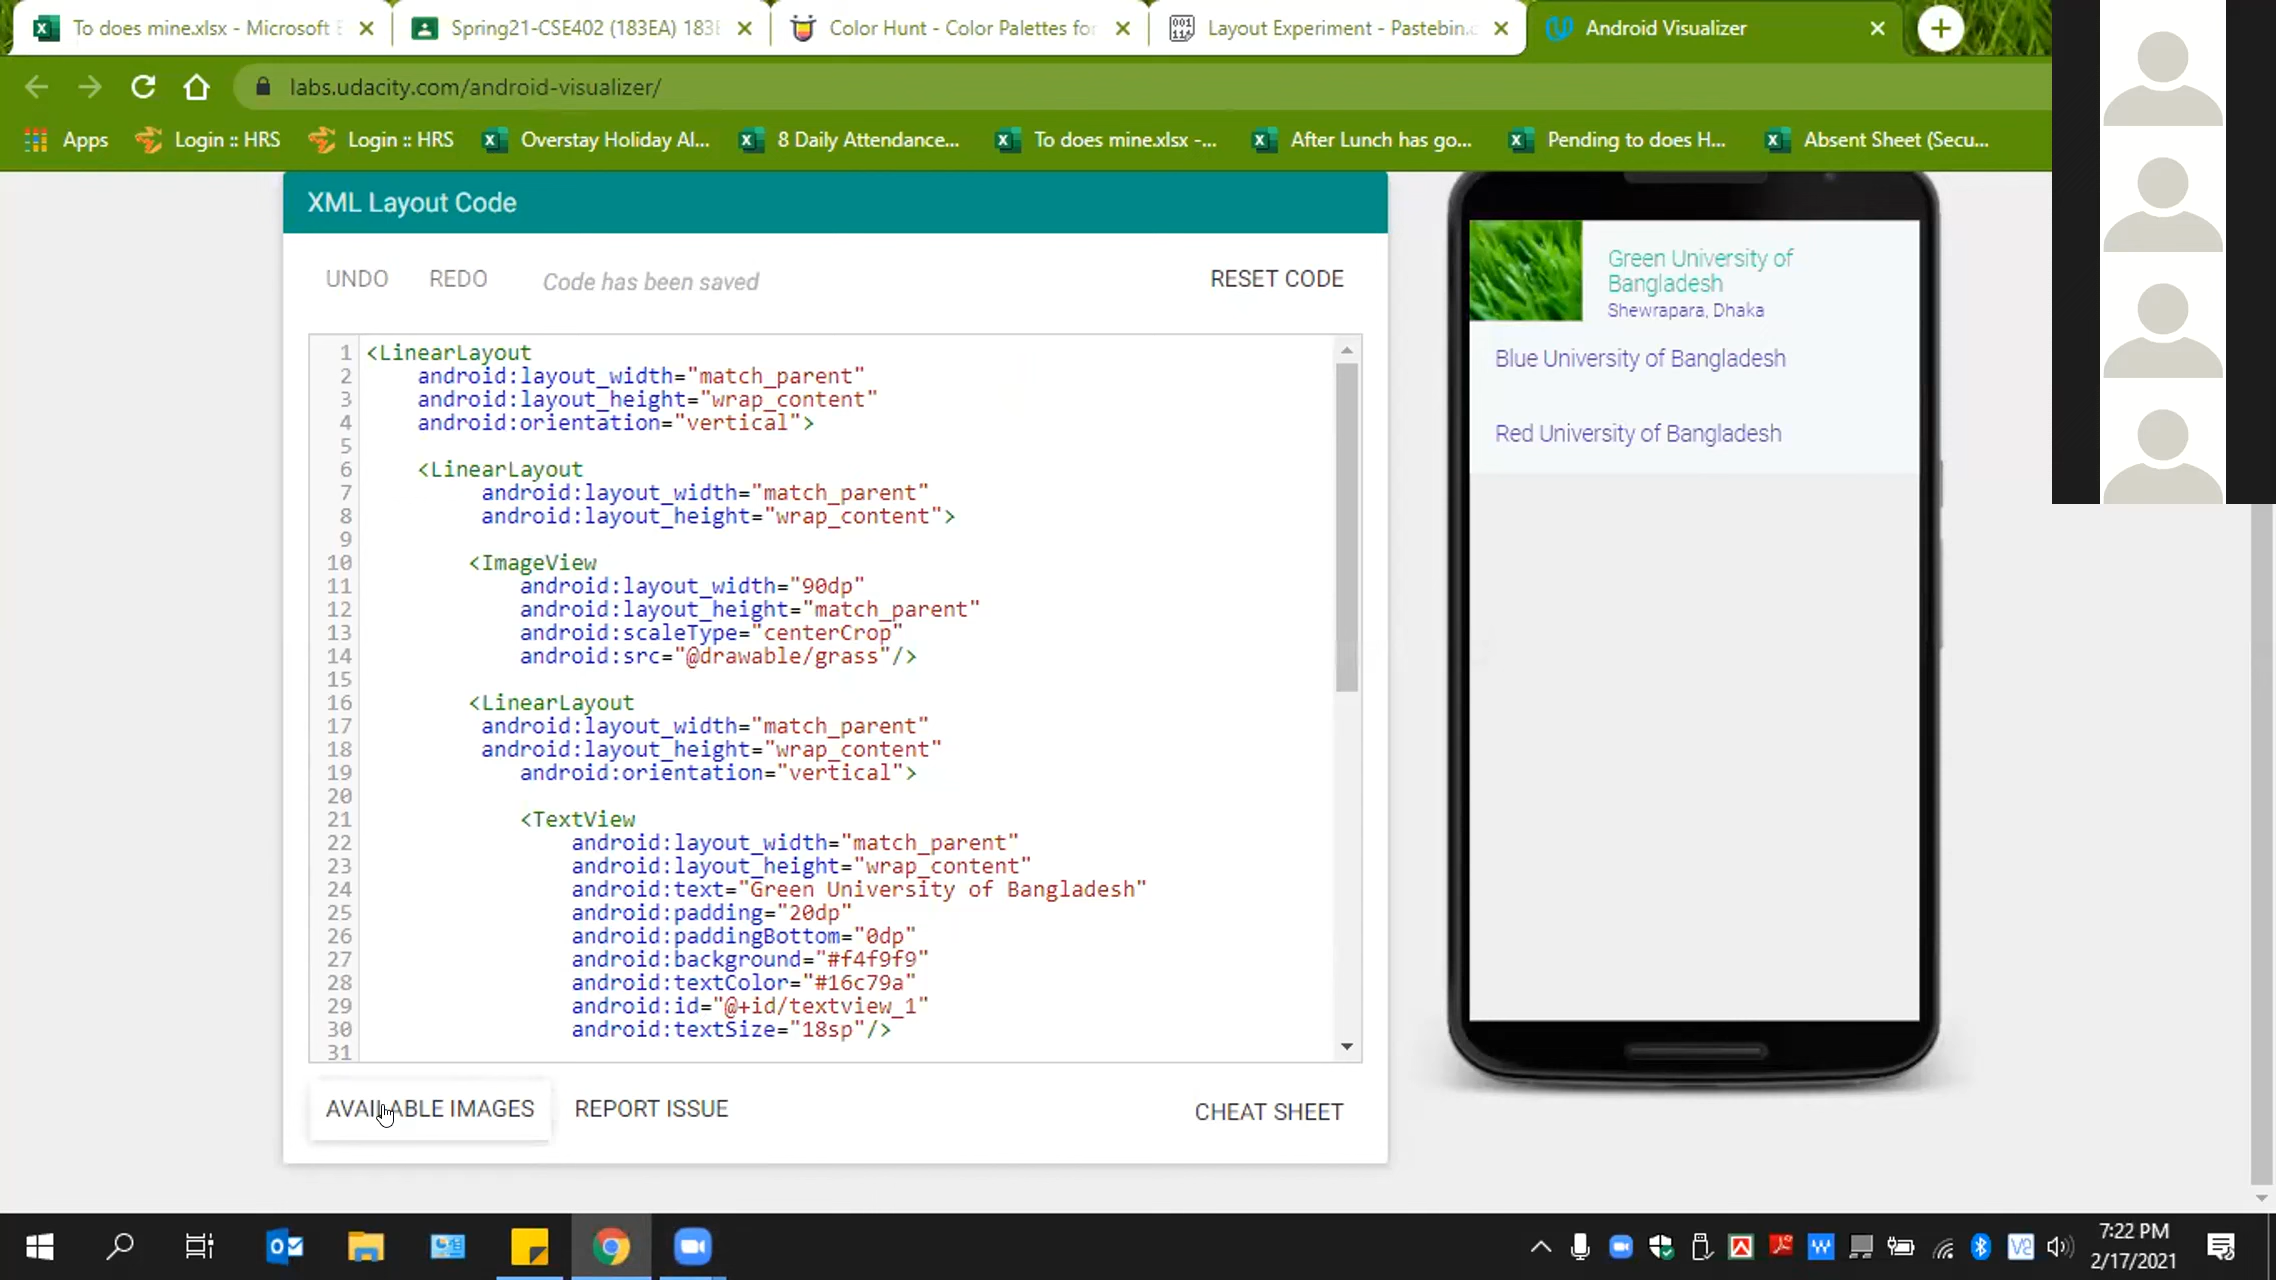 To does mine.xlsx - Microsoft E
Spring21-CSE402 (183EA) 183E
Color Hunt - Color Palettes for
Layout Experiment - Pastebin.c
Android Visualizer
labs.udacity.com/android-visualizer/
Apps
Login :: HRS
Login :: HRS
Overstay Holiday Al...
8 Daily Attendance...
To does mine.xlsx -...
After Lunch has go...
Pending to does H...
Absent Sheet (Secu...
XML Layout Code
UNDO
REDO
Code has been saved
RESET CODE
1 <LinearLayout
2 android:layout_width="match_parent"
3 android:layout_height="wrap_content"
4 android:orientation="vertical">
5
6 <LinearLayout
7 android:layout_width="match_parent"
8 android:layout_height="wrap_content">
9
10 <ImageView
11 android:layout_width="90dp"
12 android:layout_height="match_parent"
13 android:scaleType="centerCrop"
14 android:src="@drawable/grass"/>
15
16 <LinearLayout
17 android:layout_width="match_parent"
18 android:layout_height="wrap_content"
19 android:orientation="vertical">
20
21 <TextView
22 android:layout_width="match_parent"
23 android:layout_height="wrap_content"
24 android:text="Green University of Bangladesh"
25 android:padding="20dp"
26 android:paddingBottom="0dp"
27 android:background="#f4f9f9"
28 android:textColor="#16c79a"
29 android:id="@+id/textview_1"
30 android:textSize="18sp"/>
31
AVAILABLE IMAGES
REPORT ISSUE
CHEAT SHEET
Green University of
Bangladesh
Shewrapara, Dhaka
Blue University of Bangladesh
Red University of Bangladesh
7:22 PM
2/17/2021